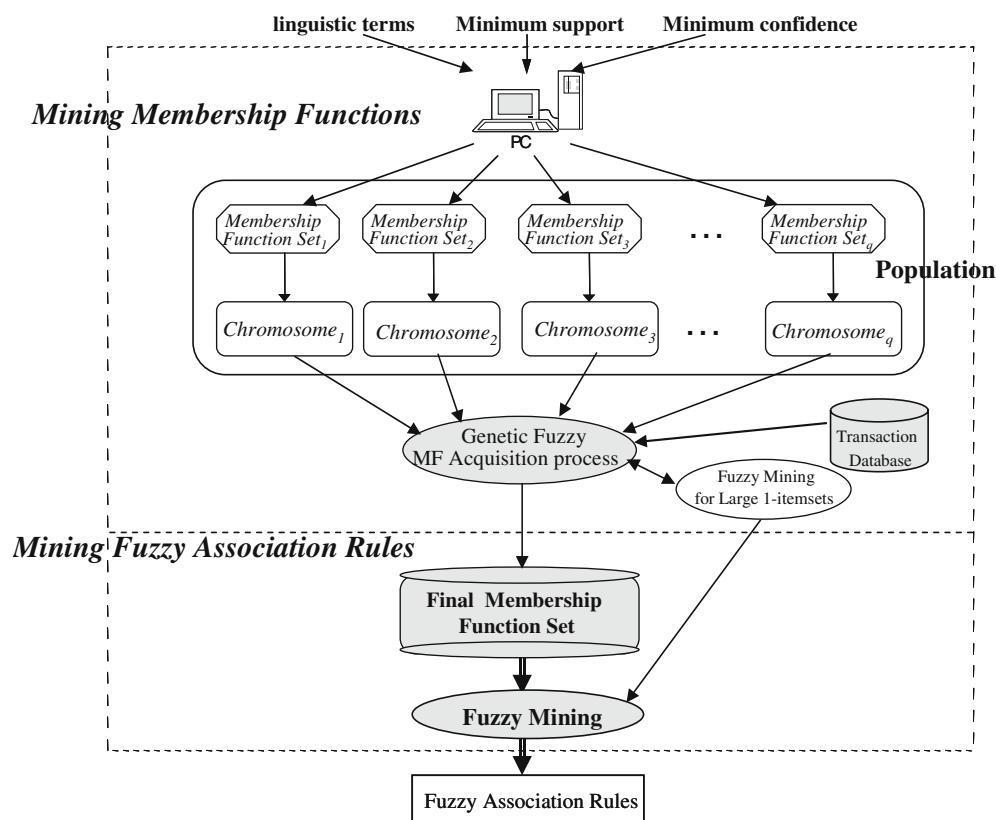 linguistic terms Minimum support Minimum confidence
Mining Membership Functions
PC
Membership Function Set1
Membership Function Set2
Membership Function Set3
...
Membership Function Setq
Population
Chromosome1
Chromosome2
Chromosome3
...
Chromosomeq
Genetic Fuzzy
MF Acquisition process
Transaction
Database
Fuzzy Mining
for Large 1-itemsets
Mining Fuzzy Association Rules
Final Membership
Function Set
Fuzzy Mining
Fuzzy Association Rules